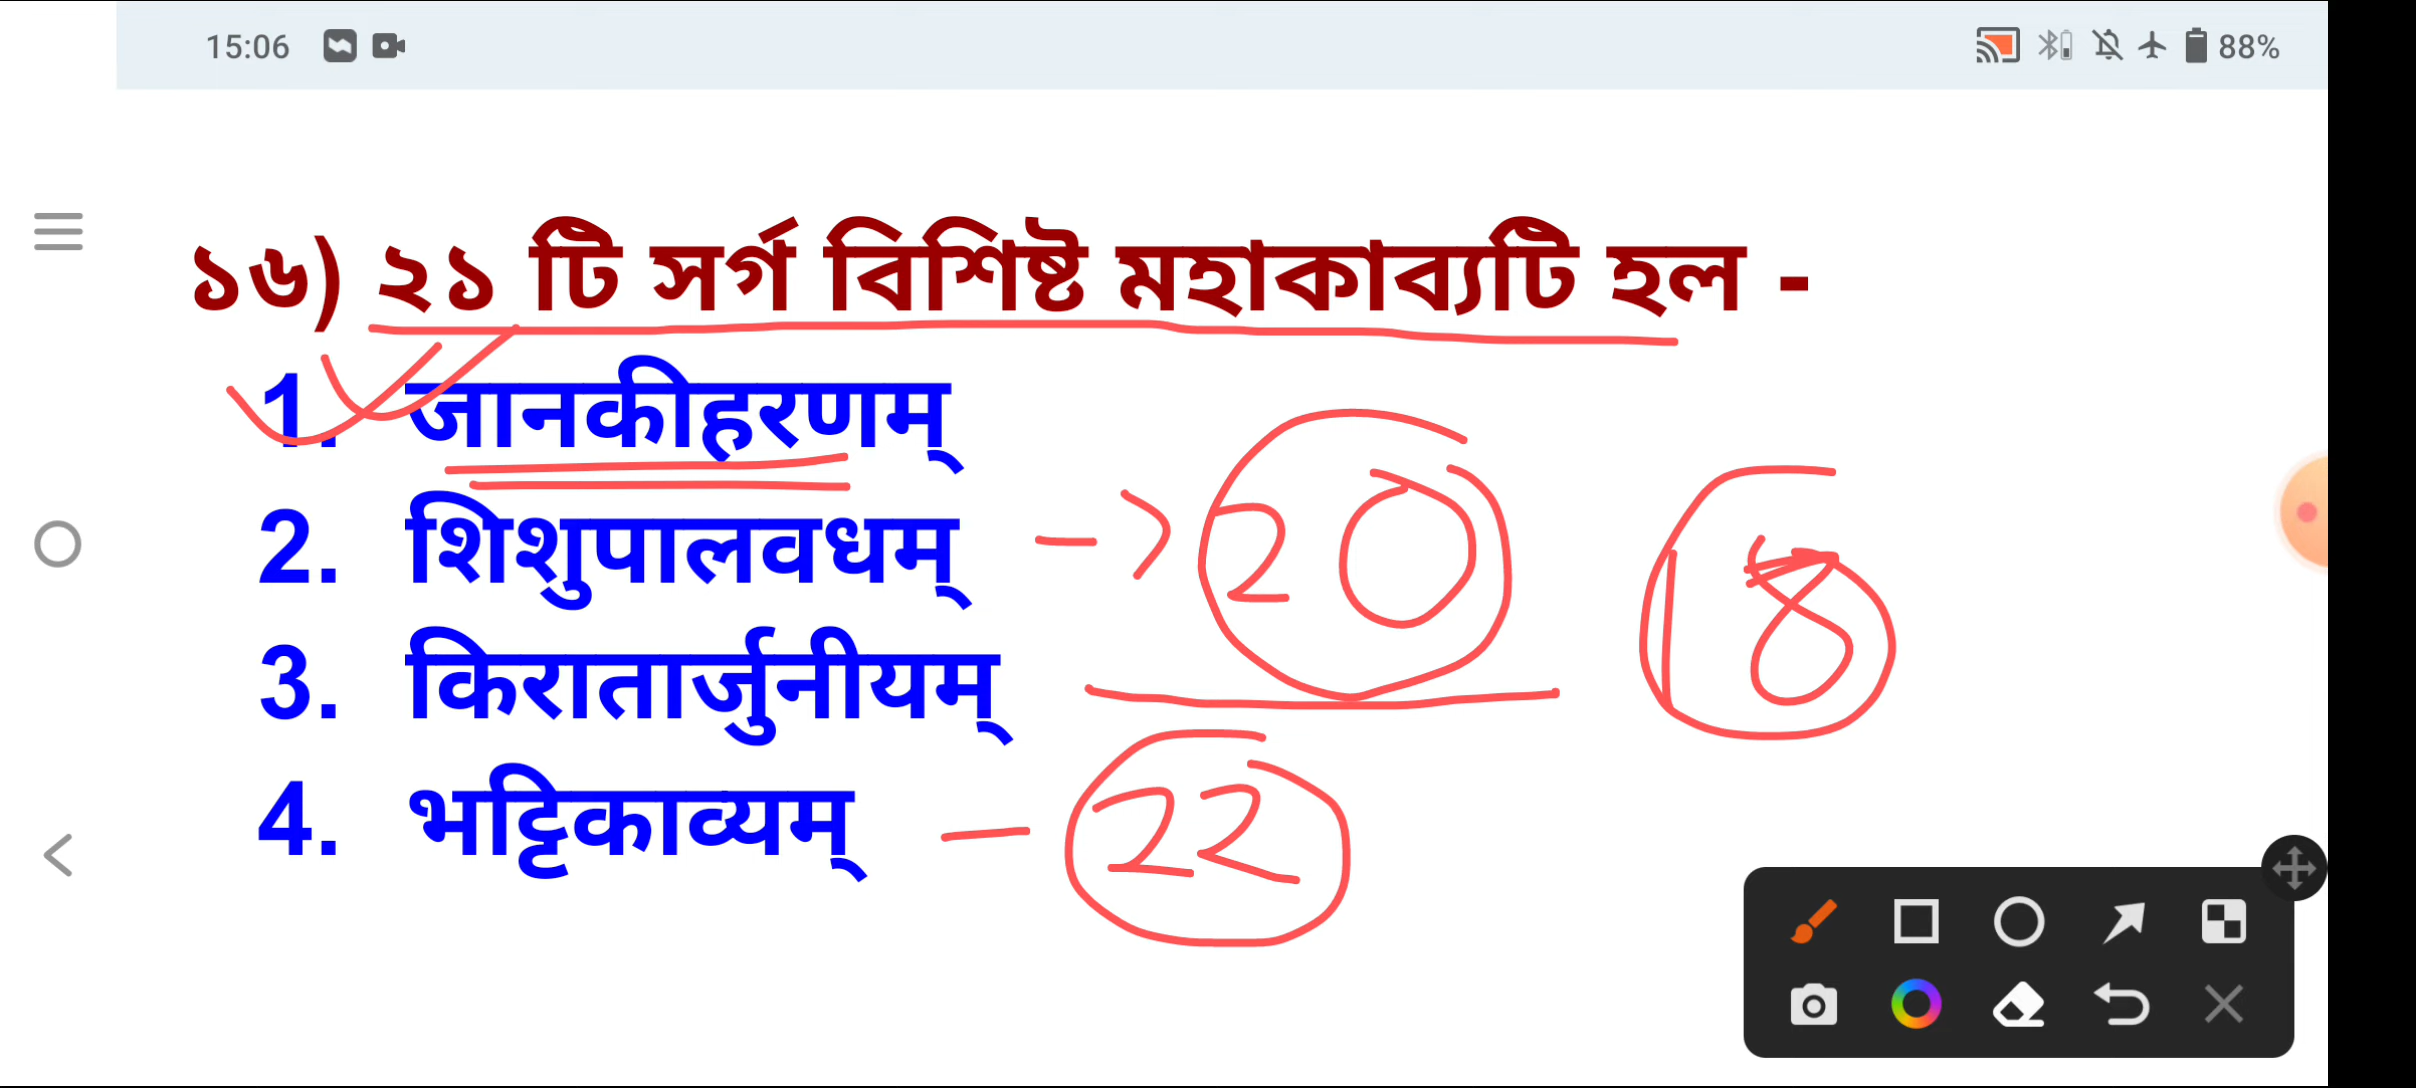 15:06 88%
১৬) ২১ টি সর্গ বিশিষ্ট মহাকাব্যটি হল -
1. जानकीहरणम्
2. शिशुपालवधम् -> 20
18
3. किरातार्जुनीयम्
4. भट्टिकाव्यम् - 22